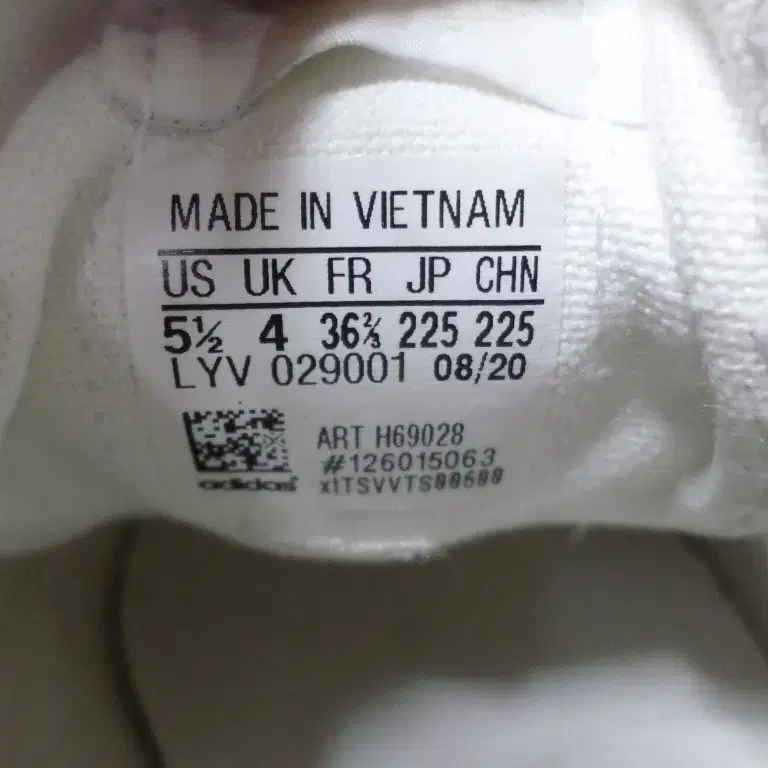 MADE IN VIETNAM
US UK FR JP CHN
5½ 4 36⅔ 225 225
LYV 029001 08/20
ART H69028
#126015063
adidas